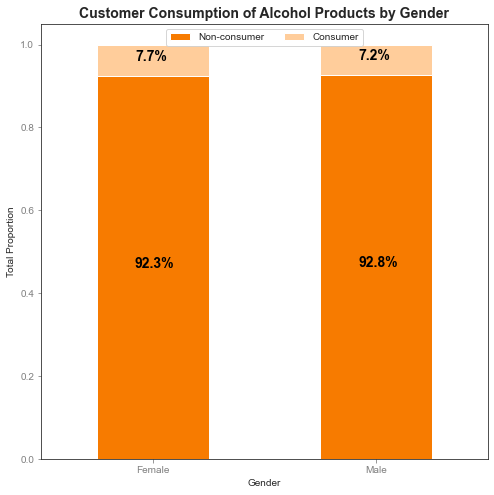 Customer Consumption of Alcohol Products by Gender
Non-consumer Consumer
1.0
7.7% 7.2%
0.8
0.6
Total Proportion
92.3% 92.8%
0.4
0.2
0.0
Female Male
Gender